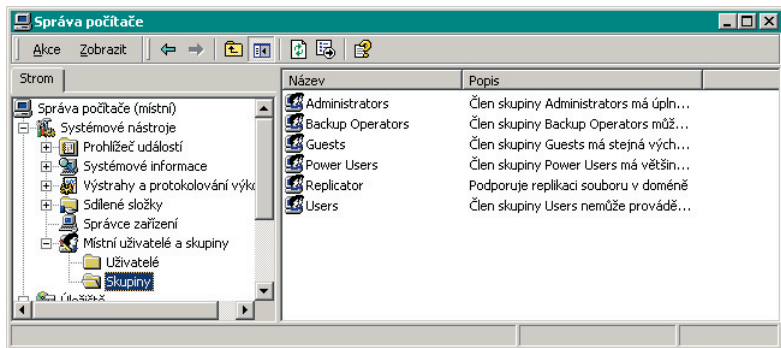 Správa počítače
Akce Zobrazit
Strom
Název Popis
Správa počítače (místní)
Systémové nástroje
Prohlížeč událostí
Systémové informace
Výstrahy a protokolování výko
Sdílené složky
Správce zařízení
Místní uživatelé a skupiny
Uživatelé
Skupiny
Úložiště
Administrators Člen skupiny Administrators má úpln...
Backup Operators Člen skupiny Backup Operators můž...
Guests Člen skupiny Guests má stejná vých...
Power Users Člen skupiny Power Users má většin...
Replicator Podporuje replikaci souboru v doméně
Users Člen skupiny Users nemůže provádě...